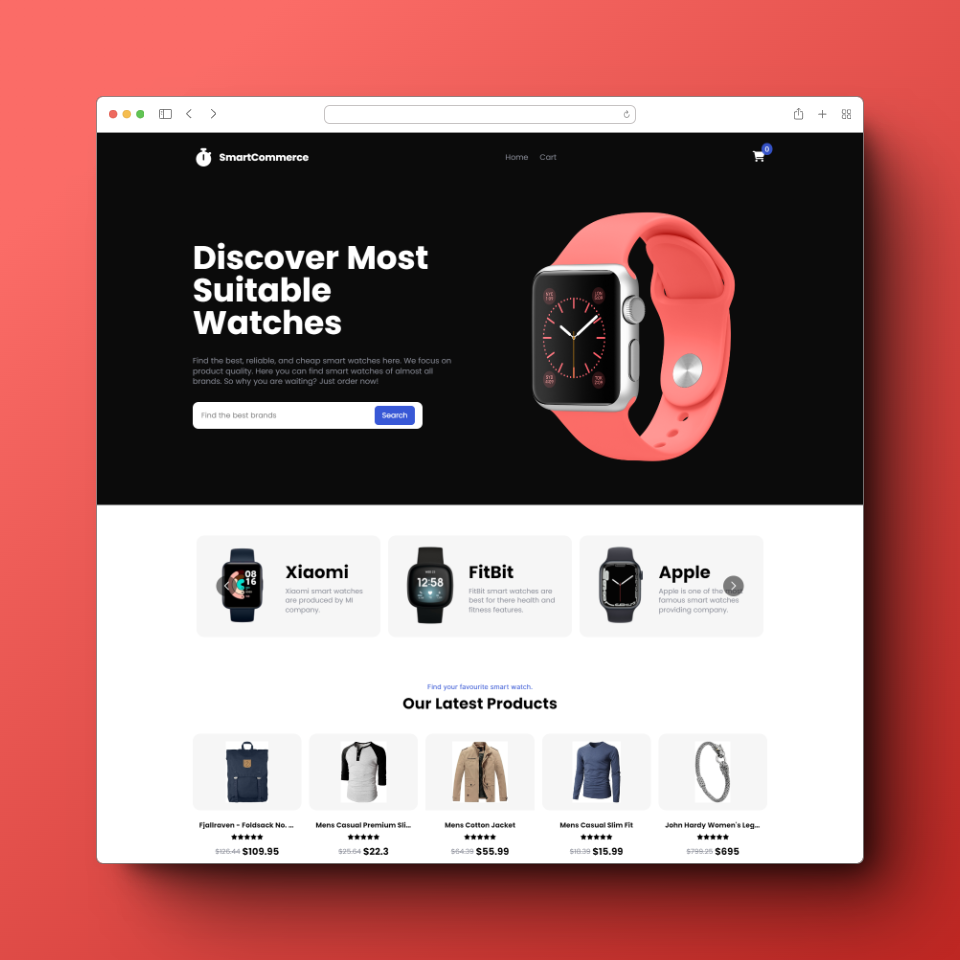 SmartCommerce
Home Cart
0
Discover Most
Suitable
Watches
Find the best, reliable, and cheap smart watches here. We focus on
product quality. Here you can find smart watches of almost all
brands. So why you are waiting? Just order now!
Find the best brands
Search
Xiaomi
Xiaomi smart watches
are produced by MI
company.
08
16
FitBit
FitBit smart watches are
best for there health and
fitness features.
12:58
Apple
Apple is one of the most
famous smart watches
providing company.
Find your favourite smart watch.
Our Latest Products
Fjallraven - Foldsack No. ...
$126.44 $109.95
Mens Casual Premium Sli...
$25.64 $22.3
Mens Cotton Jacket
$64.39 $55.99
Mens Casual Slim Fit
$18.39 $15.99
John Hardy Women's Leg...
$799.25 $695